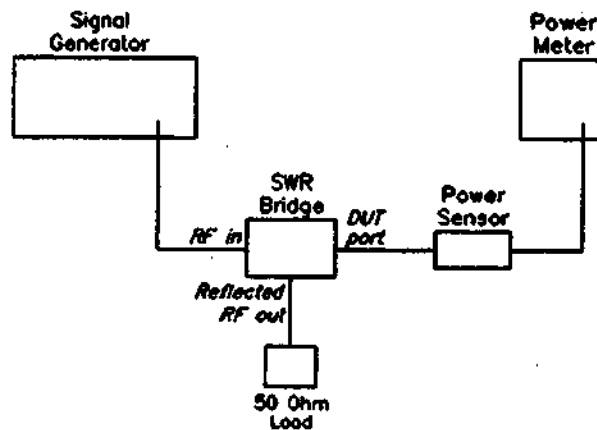 Signal
Generator
Power
Meter
SWR
Bridge
DUT
port
Power
Sensor
RF in
Reflected
RF out
50 Ohm
Load